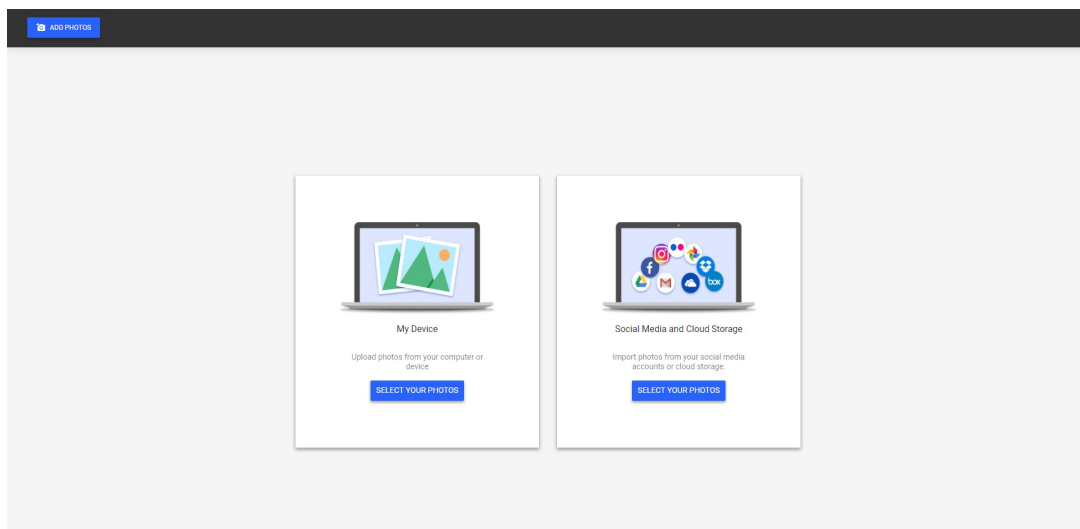 ADD PHOTOS
My Device
Upload photos from your computer or
device
SELECT YOUR PHOTOS
Social Media and Cloud Storage
Import photos from your social media
accounts or cloud storage.
SELECT YOUR PHOTOS
box